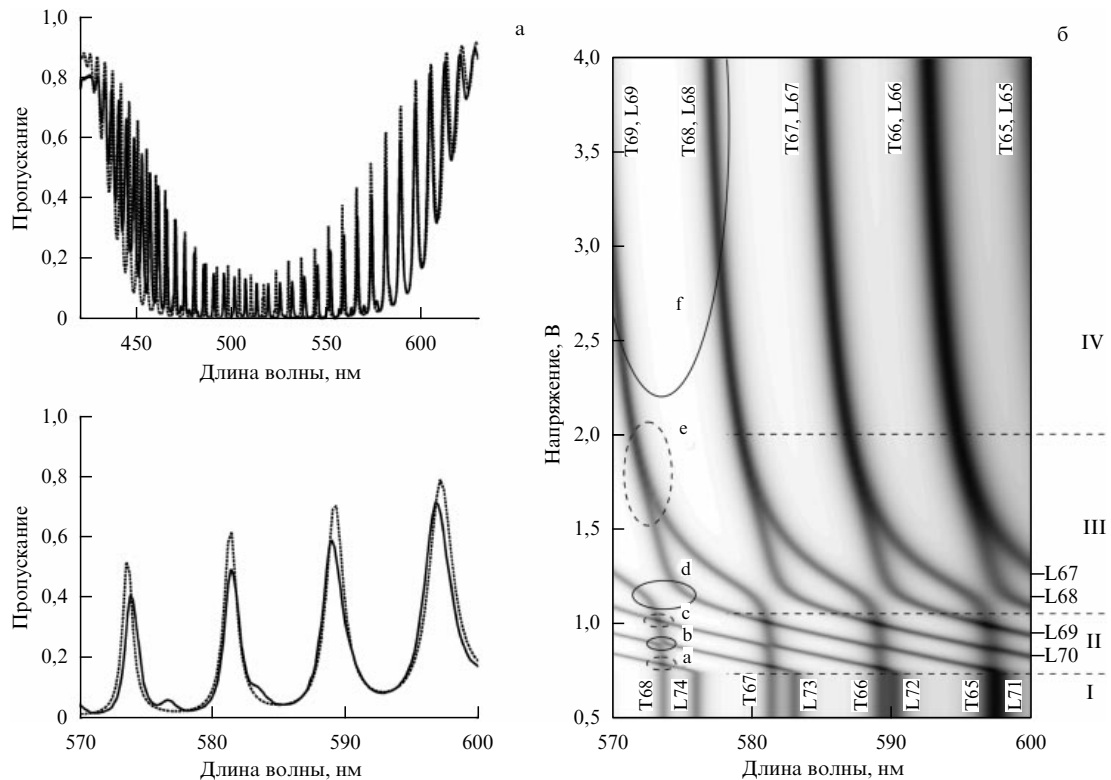 а
1,0
0,8
0,6
0,4
0,2
0
Пропускание
450 500 550 600
Длина волны, нм
1,0
0,8
0,6
0,4
0,2
0
Пропускание
570 580 590 600
Длина волны, нм
б
4,0
3,5
3,0
2,5
2,0
1,5
1,0
0,5
Напряжение, В
T69, L69
T68, L68
T67, L67
T66, L66
T65, L65
f
e
d
c
b
a
IV
III
II
I
L67
L68
L69
L70
T68
L74
T67
L73
T66
L72
T65
L71
570 580 590 600
Длина волны, нм